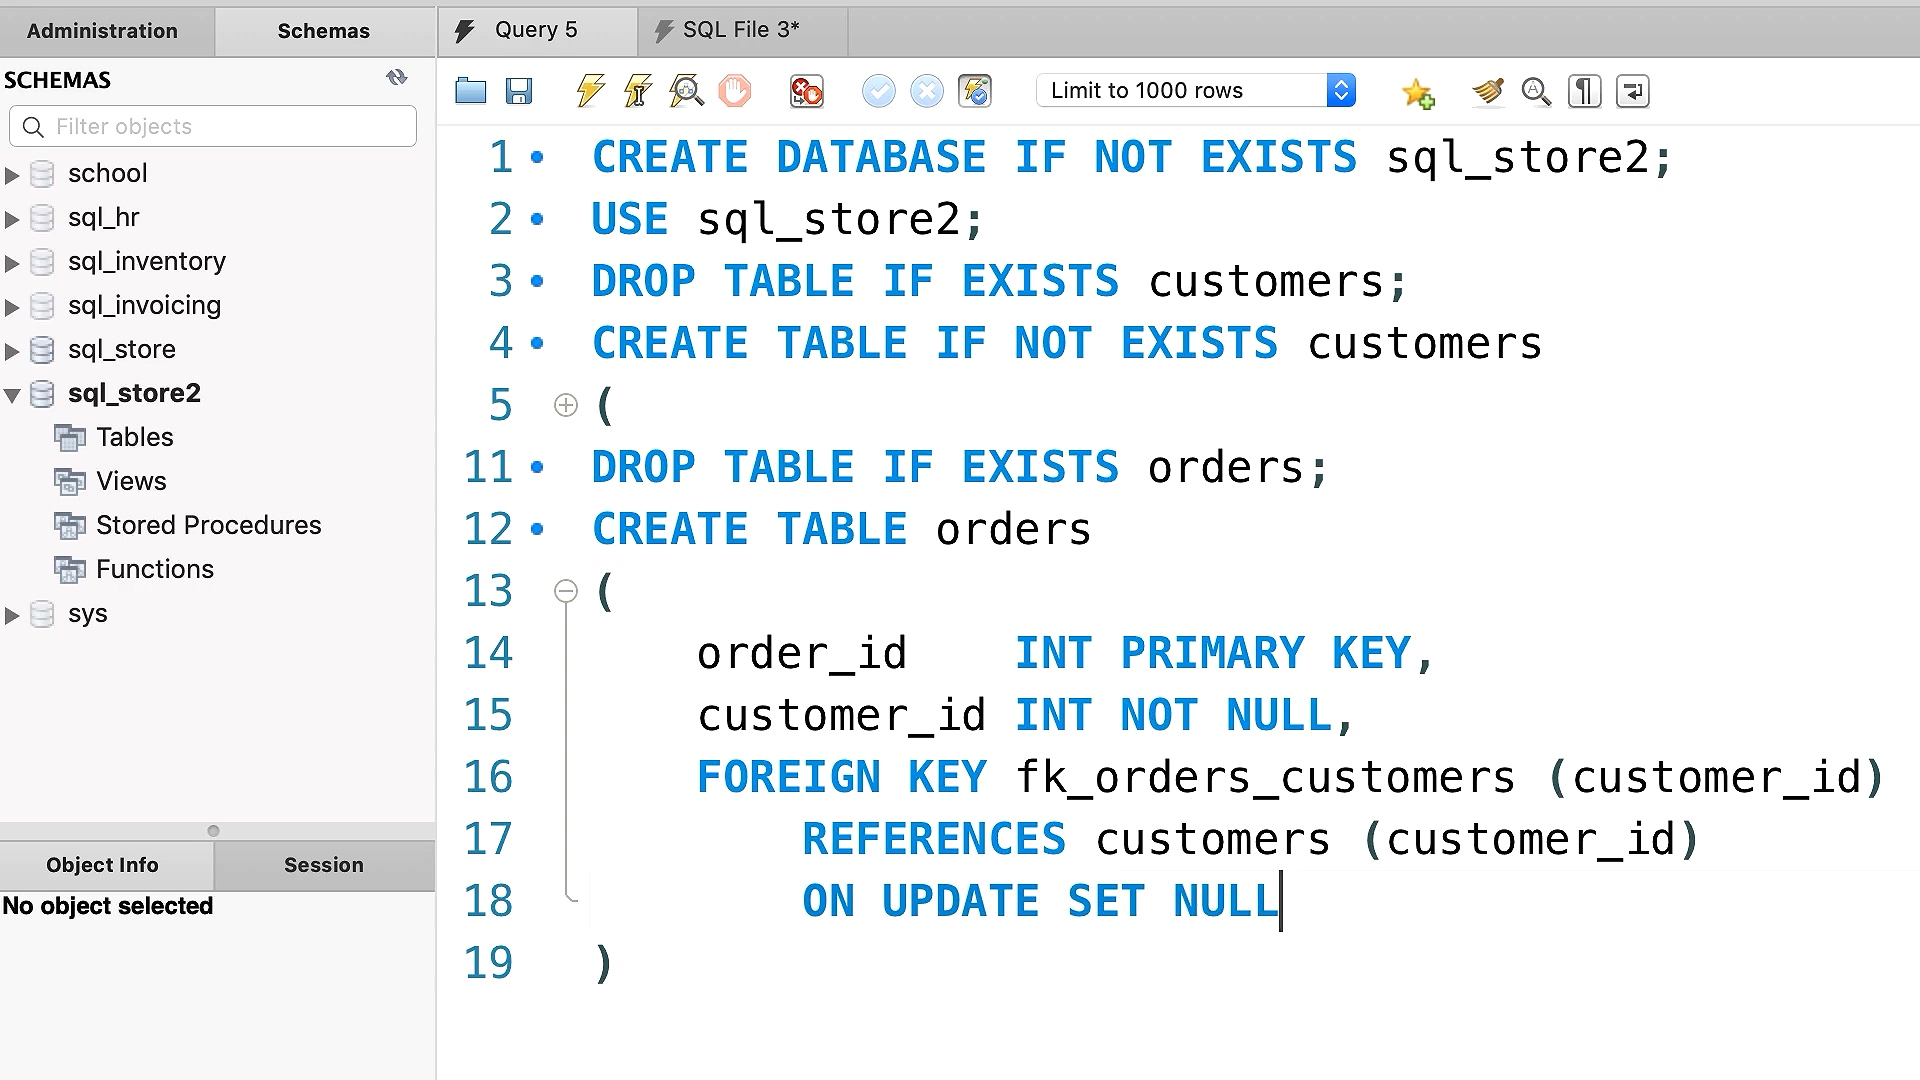 Administration
Schemas
Query 5
SQL File 3*
SCHEMAS
Filter objects
school
sql_hr
sql_inventory
sql_invoicing
sql_store
sql_store2
Tables
Views
Stored Procedures
Functions
sys
Object Info
Session
No object selected
Limit to 1000 rows
1 CREATE DATABASE IF NOT EXISTS sql_store2;
2 USE sql_store2;
3 DROP TABLE IF EXISTS customers;
4 CREATE TABLE IF NOT EXISTS customers
5 (
11 DROP TABLE IF EXISTS orders;
12 CREATE TABLE orders
13 (
14 order_id INT PRIMARY KEY,
15 customer_id INT NOT NULL,
16 FOREIGN KEY fk_orders_customers (customer_id)
17 REFERENCES customers (customer_id)
18 ON UPDATE SET NULL
19 )